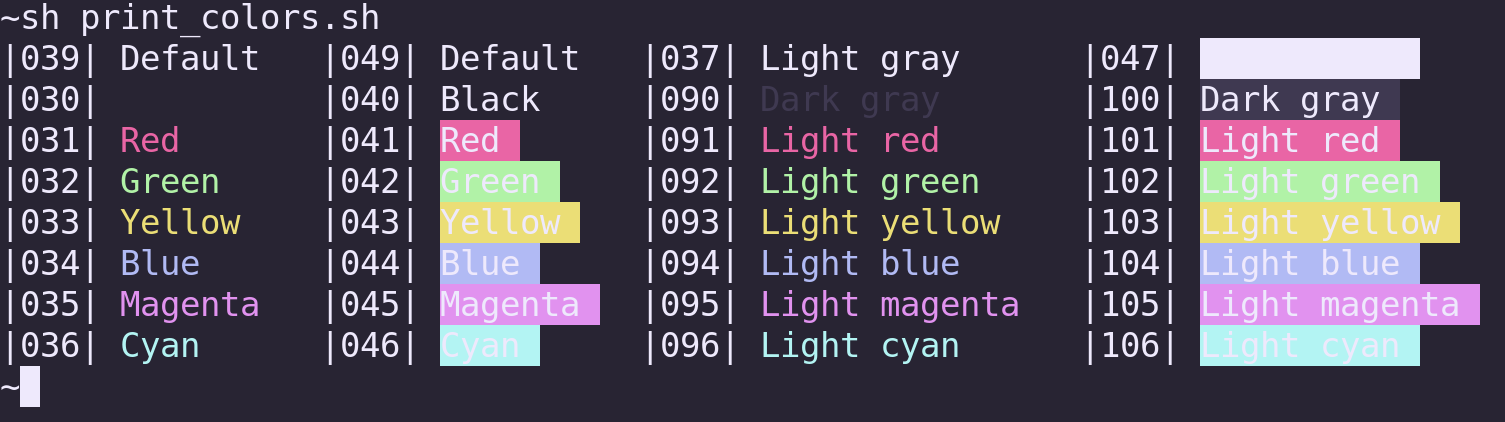 ~sh print_colors.sh
|039| Default |049| Default |037| Light gray |047|
|030| |040| Black |090| Dark gray |100| Dark gray
|031| Red |041| Red |091| Light red |101| Light red
|032| Green |042| Green |092| Light green |102| Light green
|033| Yellow |043| Yellow |093| Light yellow |103| Light yellow
|034| Blue |044| Blue |094| Light blue |104| Light blue
|035| Magenta |045| Magenta |095| Light magenta |105| Light magenta
|036| Cyan |046| Cyan |096| Light cyan |106| Light cyan
~